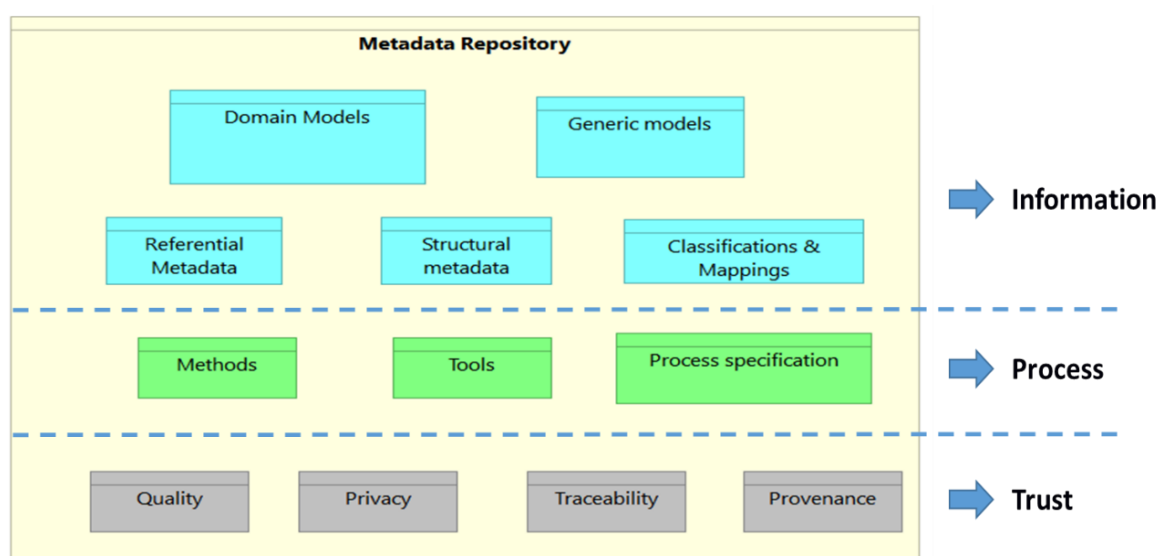 Metadata Repository
Domain Models
Generic models
Information
Referential
Metadata
Structural
metadata
Classifications &
Mappings
Methods
Tools
Process specification
Process
Quality
Privacy
Traceability
Provenance
Trust